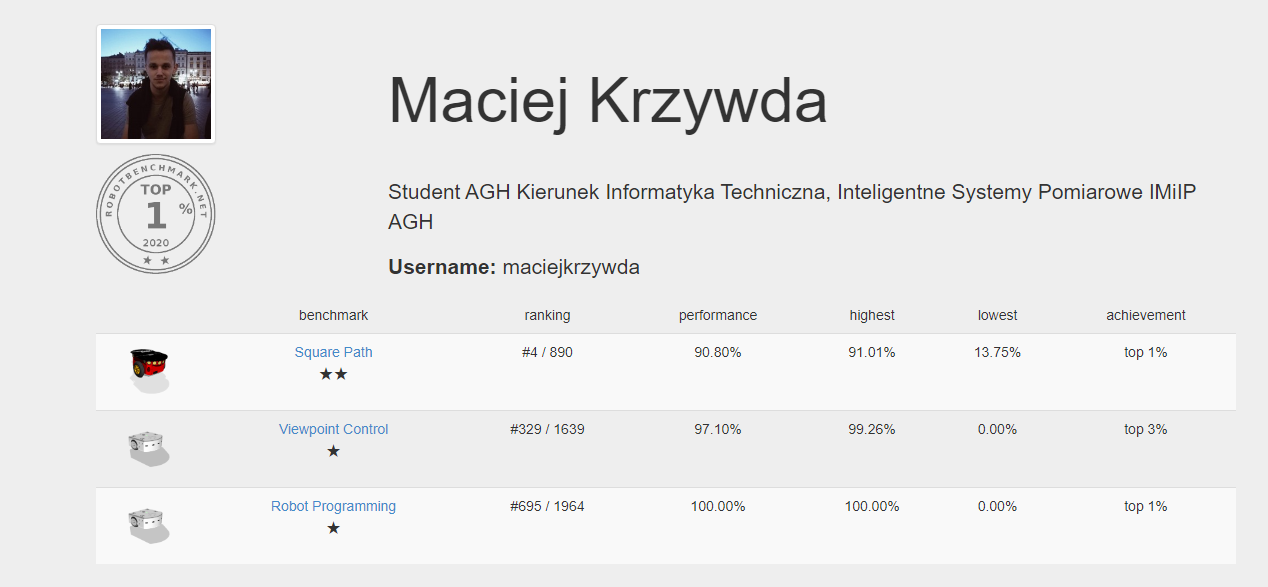 Maciej Krzywda
ROBOTBENCHMARK.NET
TOP
1 %
2020
★ ★
Student AGH Kierunek Informatyka Techniczna, Inteligentne Systemy Pomiarowe IMiIP
AGH
Username: maciejkrzywda
benchmark ranking performance highest lowest achievement
Square Path #4 / 890 90.80% 91.01% 13.75% top 1%
★★
Viewpoint Control #329 / 1639 97.10% 99.26% 0.00% top 3%
★
Robot Programming #695 / 1964 100.00% 100.00% 0.00% top 1%
★